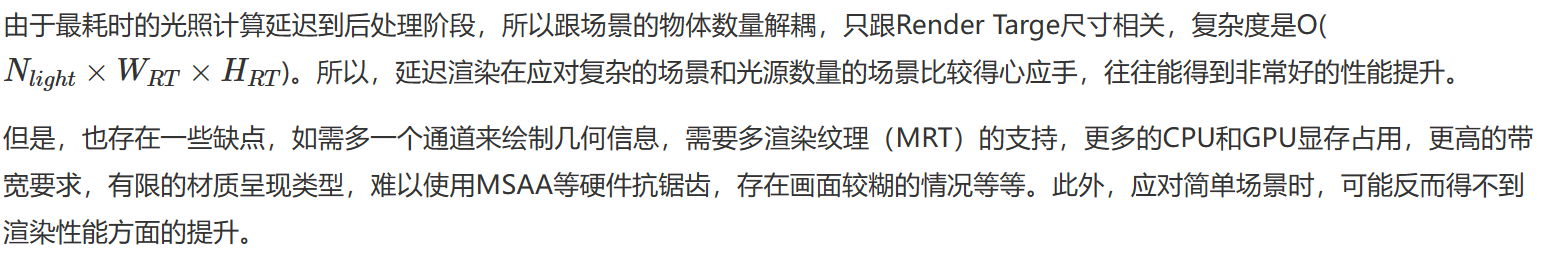 由于最耗时的光照计算延迟到后处理阶段，所以跟场景的物体数量解耦，只跟Render Targe尺寸相关，复杂度是O(
N_{light} × W_{RT} × H_{RT})。所以，延迟渲染在应对复杂的场景和光源数量的场景比较得心应手，往往能得到非常好的性能提升。
但是，也存在一些缺点，如需多一个通道来绘制几何信息，需要多渲染纹理（MRT）的支持，更多的CPU和GPU显存占用，更高的带
宽要求，有限的材质呈现类型，难以使用MSAA等硬件抗锯齿，存在画面较糊的情况等等。此外，应对简单场景时，可能反而得不到
渲染性能方面的提升。